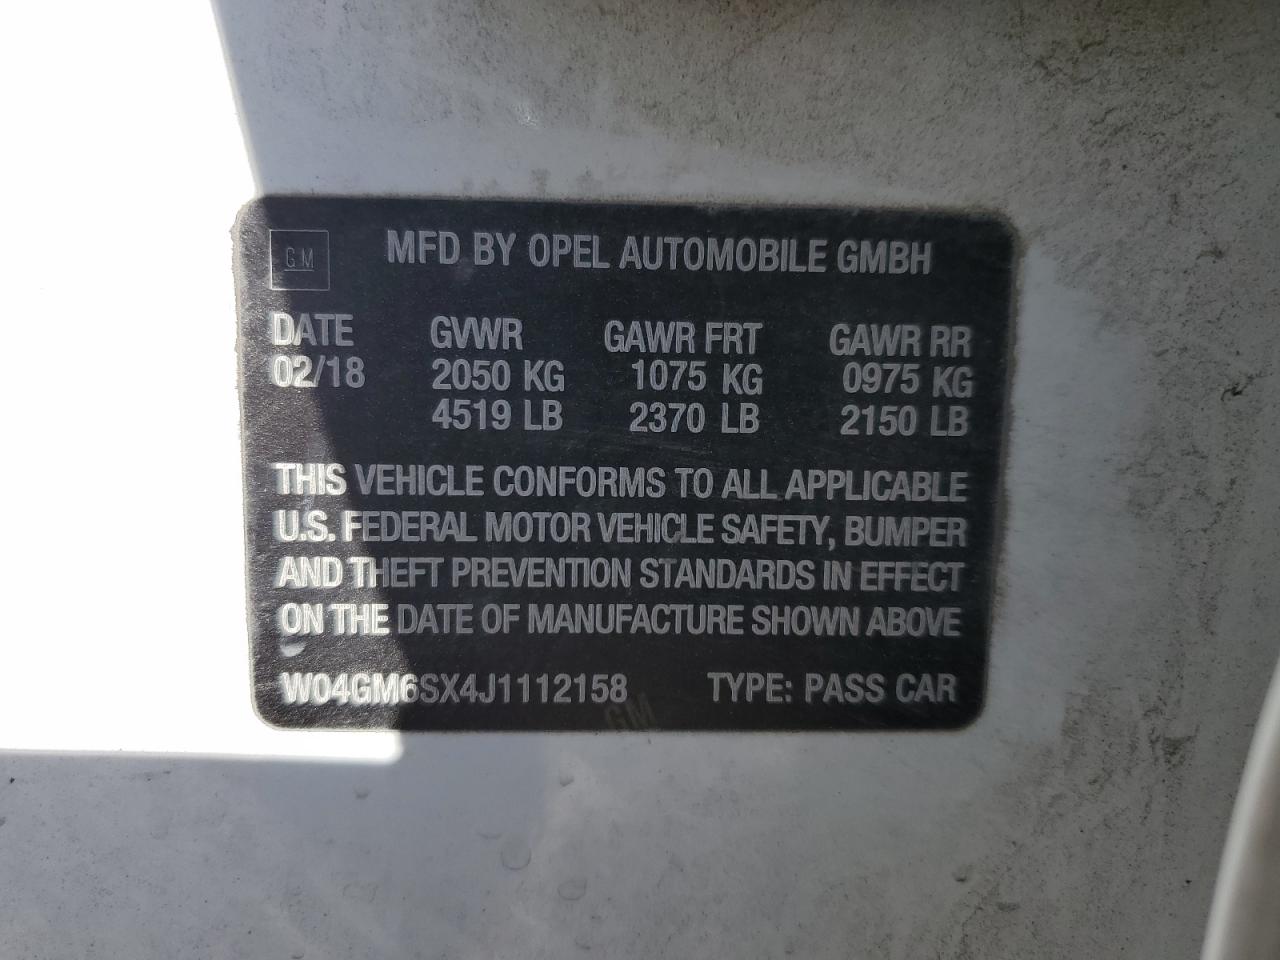 GM
MFD BY OPEL AUTOMOBILE GMBH
DATE GVWR GAWR FRT GAWR RR
02/18 2050 KG 1075 KG 0975 KG
4519 LB 2370 LB 2150 LB
THIS VEHICLE CONFORMS TO ALL APPLICABLE
U.S. FEDERAL MOTOR VEHICLE SAFETY, BUMPER
AND THEFT PREVENTION STANDARDS IN EFFECT
ON THE DATE OF MANUFACTURE SHOWN ABOVE
W04GM6SX4J1112158 TYPE: PASS CAR
GM